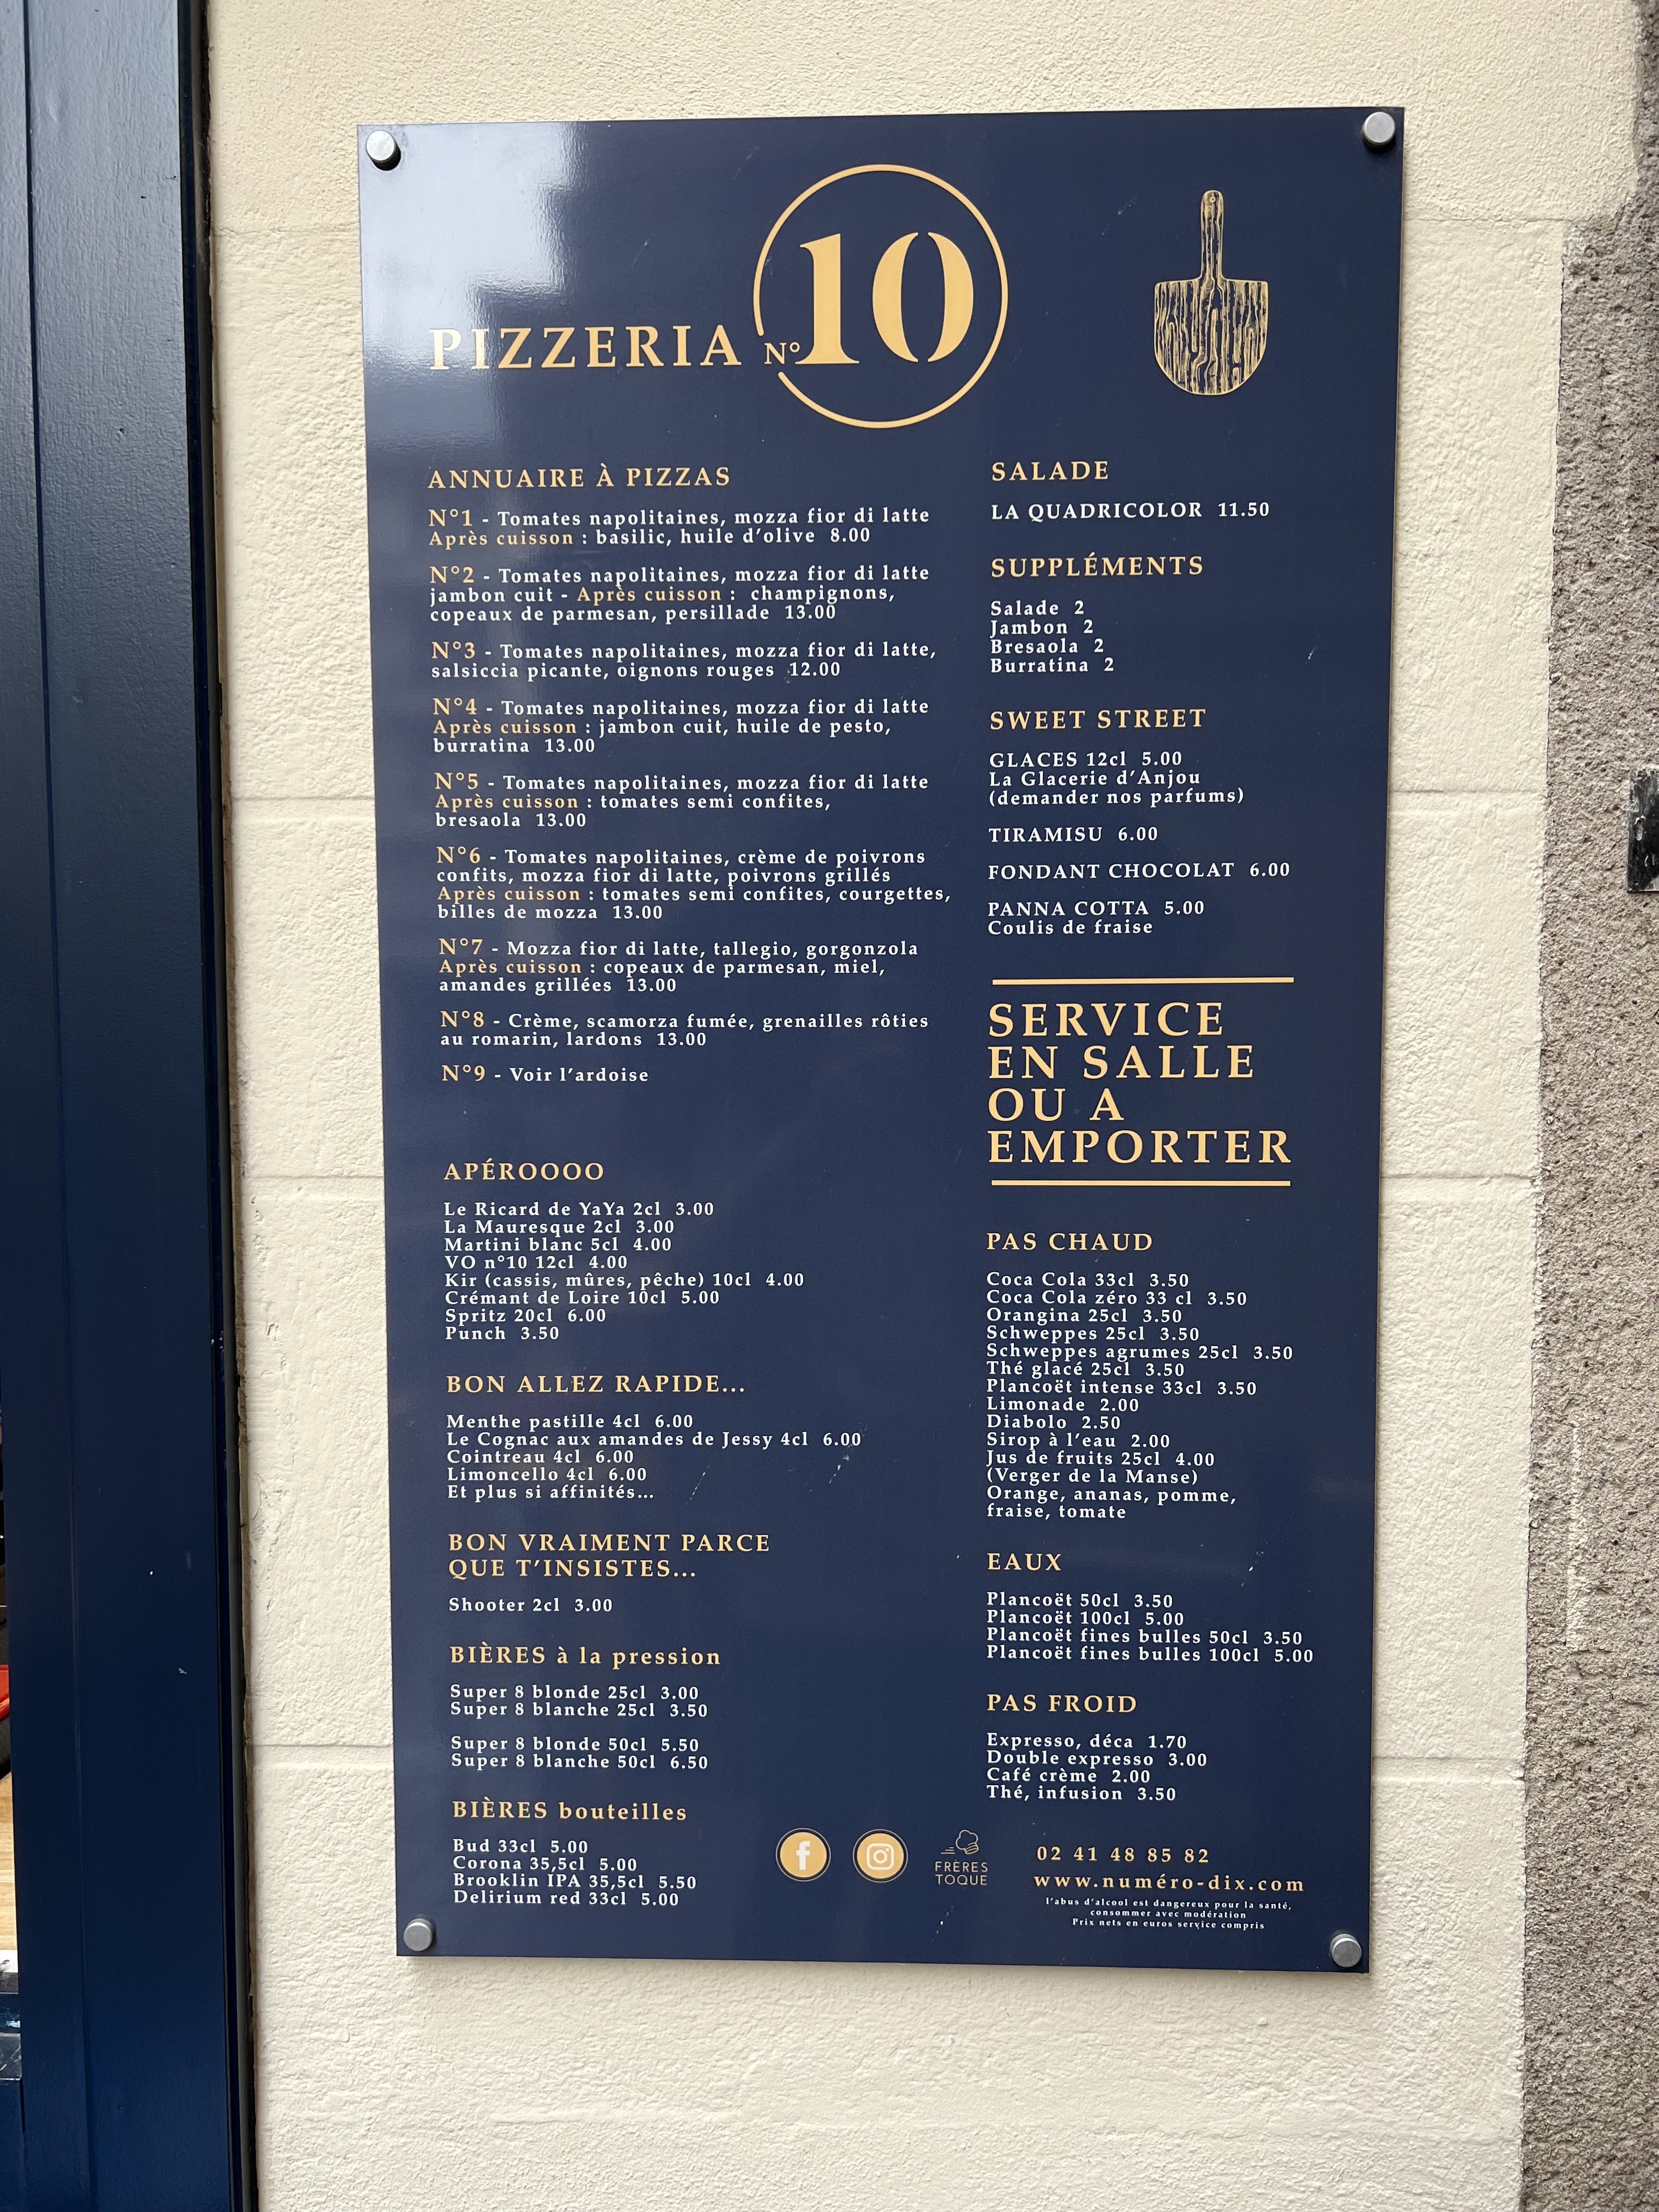 PIZZERIA N°10
ANNUAIRE À PIZZAS
N°1 - Tomates napolitaines, mozza fior di latte
Après cuisson : basilic, huile d'olive 8.00
N°2 - Tomates napolitaines, mozza fior di latte
jambon cuit - Après cuisson : champignons,
copeaux de parmesan, persillade 13.00
N°3 - Tomates napolitaines, mozza fior di latte,
salsiccia picante, oignons rouges 12.00
N°4 - Tomates napolitaines, mozza fior di latte
Après cuisson : jambon cuit, huile de pesto,
burratina 13.00
N°5 - Tomates napolitaines, mozza fior di latte
Après cuisson : tomates semi confites,
bresaola 13.00
N°6 - Tomates napolitaines, crème de poivrons
confits, mozza fior di latte, poivrons grillés
Après cuisson : tomates semi confites, courgettes,
billes de mozza 13.00
N°7 - Mozza fior di latte, tallegio, gorgonzola
Après cuisson : copeaux de parmesan, miel,
amandes grillées 13.00
N°8 - Crème, scamorza fumée, grenailles rôties
au romarin, lardons 13.00
N°9 - Voir l'ardoise
APÉROOOO
Le Ricard de YaYa 2cl 3.00
La Mauresque 2cl 3.00
Martini blanc 5cl 4.00
VO n°10 12cl 4.00
Kir (cassis, mûres, pêche) 10cl 4.00
Crémant de Loire 10cl 5.00
Spritz 20cl 6.00
Punch 3.50
BON ALLEZ RAPIDE...
Menthe pastille 4cl 6.00
Le Cognac aux amandes de Jessy 4cl 6.00
Cointreau 4cl 6.00
Limoncello 4cl 6.00
Et plus si affinités...
BON VRAIMENT PARCE
QUE T'INSISTES...
Shooter 2cl 3.00
BIÈRES à la pression
Super 8 blonde 25cl 3.00
Super 8 blanche 25cl 3.50
Super 8 blonde 50cl 5.50
Super 8 blanche 50cl 6.50
BIÈRES bouteilles
Bud 33cl 5.00
Corona 35,5cl 5.00
Brooklin IPA 35,5cl 5.50
Delirium red 33cl 5.00
SALADE
LA QUADRICOLOR 11.50
SUPPLÉMENTS
Salade 2
Jambon 2
Bresaola 2
Burratina 2
SWEET STREET
GLACES 12cl 5.00
La Glacerie d'Anjou
(demander nos parfums)
TIRAMISU 6.00
FONDANT CHOCOLAT 6.00
PANNA COTTA 5.00
Coulis de fraise
SERVICE
EN SALLE
OU A
EMPORTER
PAS CHAUD
Coca Cola 33cl 3.50
Coca Cola zéro 33 cl 3.50
Orangina 25cl 3.50
Schweppes 25cl 3.50
Schweppes agrumes 25cl 3.50
Thé glacé 25cl 3.50
Plancoët intense 33cl 3.50
Limonade 2.00
Diabolo 2.50
Sirop à l'eau 2.00
Jus de fruits 25cl 4.00
(Verger de la Manse)
Orange, ananas, pomme,
fraise, tomate
EAUX
Plancoët 50cl 3.50
Plancoët 100cl 5.00
Plancoët fines bulles 50cl 3.50
Plancoët fines bulles 100cl 5.00
PAS FROID
Expresso, déca 1.70
Double expresso 3.00
Café crème 2.00
Thé, infusion 3.50
FRÈRES
TOQUE
02 41 48 85 82
www.numéro-dix.com
l'abus d'alcool est dangereux pour la santé,
consommer avec modération
Prix nets en euros service compris